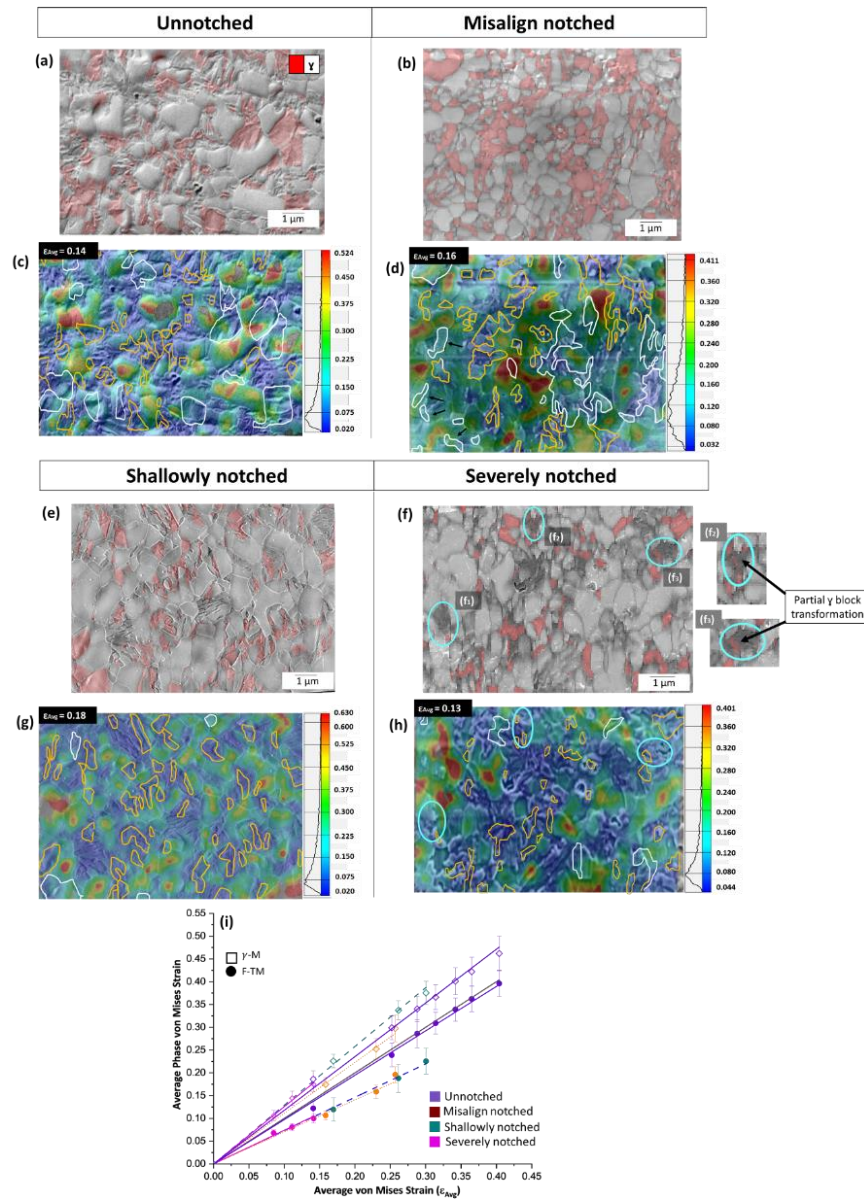 Unnotched
Misalign notched
(a)
γ
1 μm
(b)
1 μm
(c)
εAvg = 0.14
0.524
0.450
0.375
0.300
0.225
0.150
0.075
0.020
(d)
εAvg = 0.16
0.411
0.360
0.320
0.280
0.240
0.200
0.160
0.120
0.080
0.032
Shallowly notched
Severely notched
(e)
1 μm
(f)
(f₁)
(f₂)
(f₃)
1 μm
(f₂)
(f₃)
Partial γ block
transformation
(g)
εAvg = 0.18
0.630
0.600
0.525
0.450
0.375
0.300
0.225
0.150
0.075
0.020
(h)
εAvg = 0.13
0.401
0.360
0.320
0.280
0.240
0.200
0.160
0.120
0.080
0.044
(i)
γ-M
F-TM
Average Phase von Mises Strain
0.55
0.50
0.45
0.40
0.35
0.30
0.25
0.20
0.15
0.10
0.05
0.00
Unnotched
Misalign notched
Shallowly notched
Severely notched
0.00 0.05 0.10 0.15 0.20 0.25 0.30 0.35 0.40 0.45
Average von Mises Strain (εAvg)